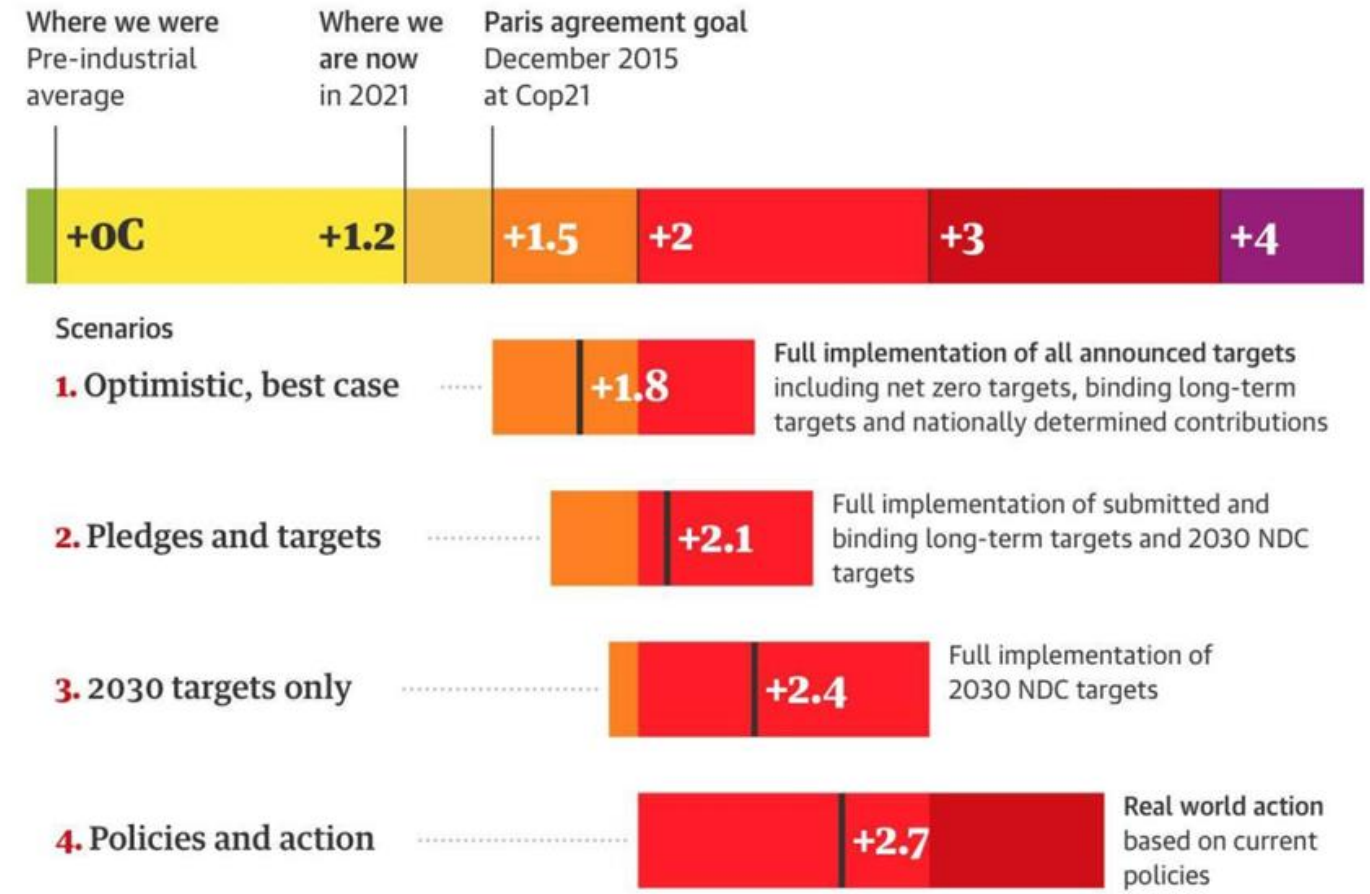 Where we were
Pre-industrial
average
Where we
are now
in 2021
Paris agreement goal
December 2015
at Cop21
+0C
+1.2
+1.5
+2
+3
+4
Scenarios
1. Optimistic, best case
+1.8
Full implementation of all announced targets
including net zero targets, binding long-term
targets and nationally determined contributions
2. Pledges and targets
+2.1
Full implementation of submitted and
binding long-term targets and 2030 NDC
targets
3. 2030 targets only
+2.4
Full implementation of
2030 NDC targets
4. Policies and action
+2.7
Real world action
based on current
policies